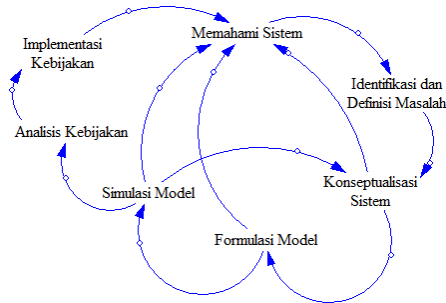 Memahami Sistem
Implementasi
Kebijakan
Identifikasi dan
Definisi Masalah
Analisis Kebijakan
Konseptualisasi
Sistem
Simulasi Model
Formulasi Model